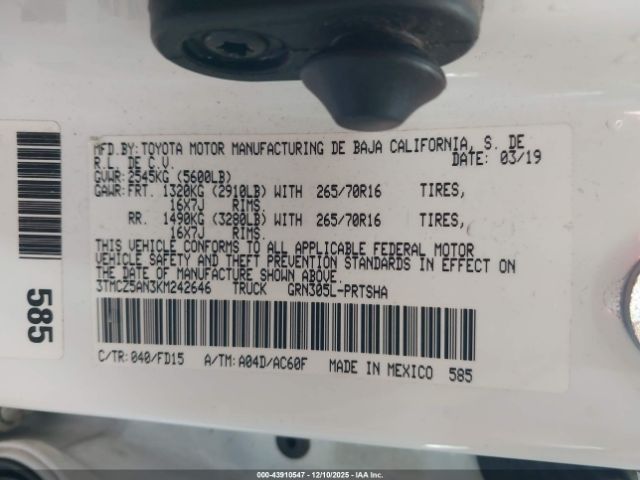 MFD. BY: TOYOTA MOTOR MANUFACTURING DE BAJA CALIFORNIA, S. DE
R.L. DE C.V. DATE: 03/19
GVWR: 2545KG (5600LB)
GAWR: FRT. 1320KG (2910LB) WITH 265/70R16 TIRES,
16X7J RIMS.
RR. 1490KG (3280LB) WITH 265/70R16 TIRES,
16X7J RIMS.
THIS VEHICLE CONFORMS TO ALL APPLICABLE FEDERAL MOTOR
VEHICLE SAFETY AND THEFT PREVENTION STANDARDS IN EFFECT ON
THE DATE OF MANUFACTURE SHOWN ABOVE.
3TMCZ5AN3KM242646 TRUCK GRN305L-PRTSHA
C/TR: 040/FD15 A/TM: A04D/AC60F MADE IN MEXICO 585
585
000-43910547 - 12/10/2025 - IAA Inc.